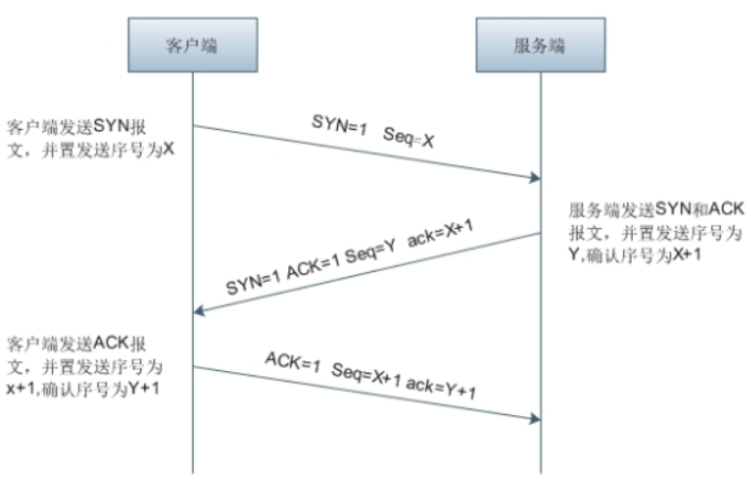 客户端
服务端
客户端发送SYN报
文，并置发送序号为X
SYN=1 Seq=X
服务端发送SYN和ACK
报文，并置发送序号为
Y,确认序号为X+1
SYN=1 ACK=1 Seq=Y ack=X+1
客户端发送ACK报
文，并置发送序号为
x+1,确认序号为Y+1
ACK=1 Seq=X+1 ack=Y+1